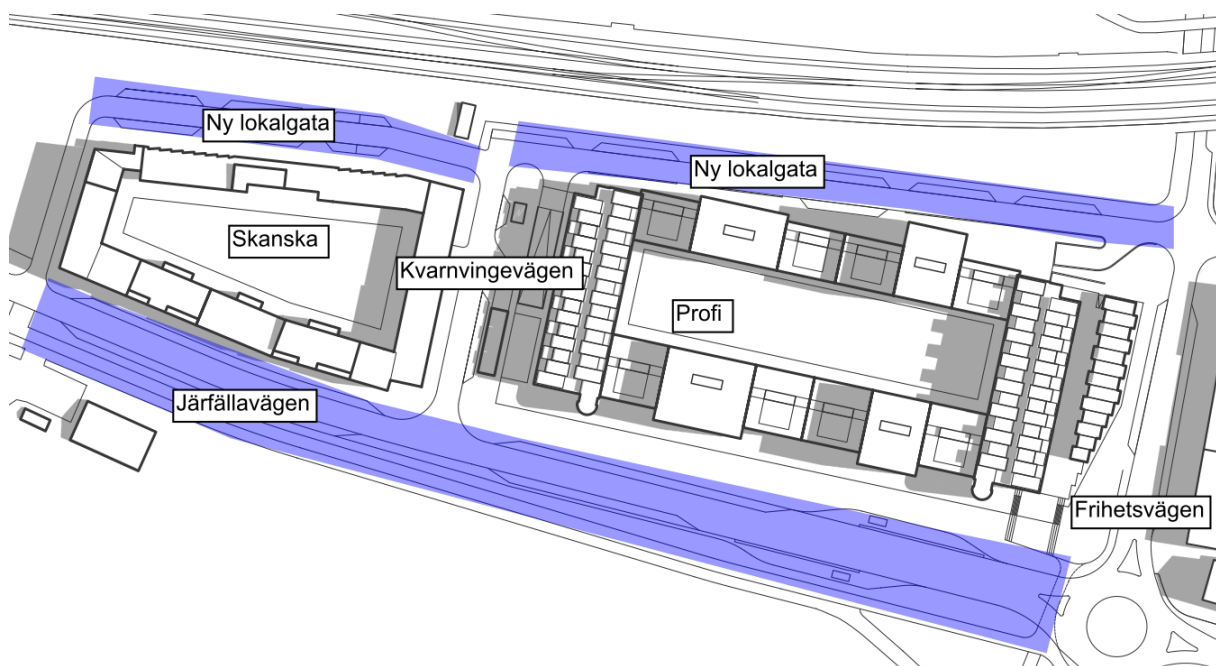 Ny lokalgata
Ny lokalgata
Skanska
Kvarnvingevägen
Profi
Järfällavägen
Frihetsvägen